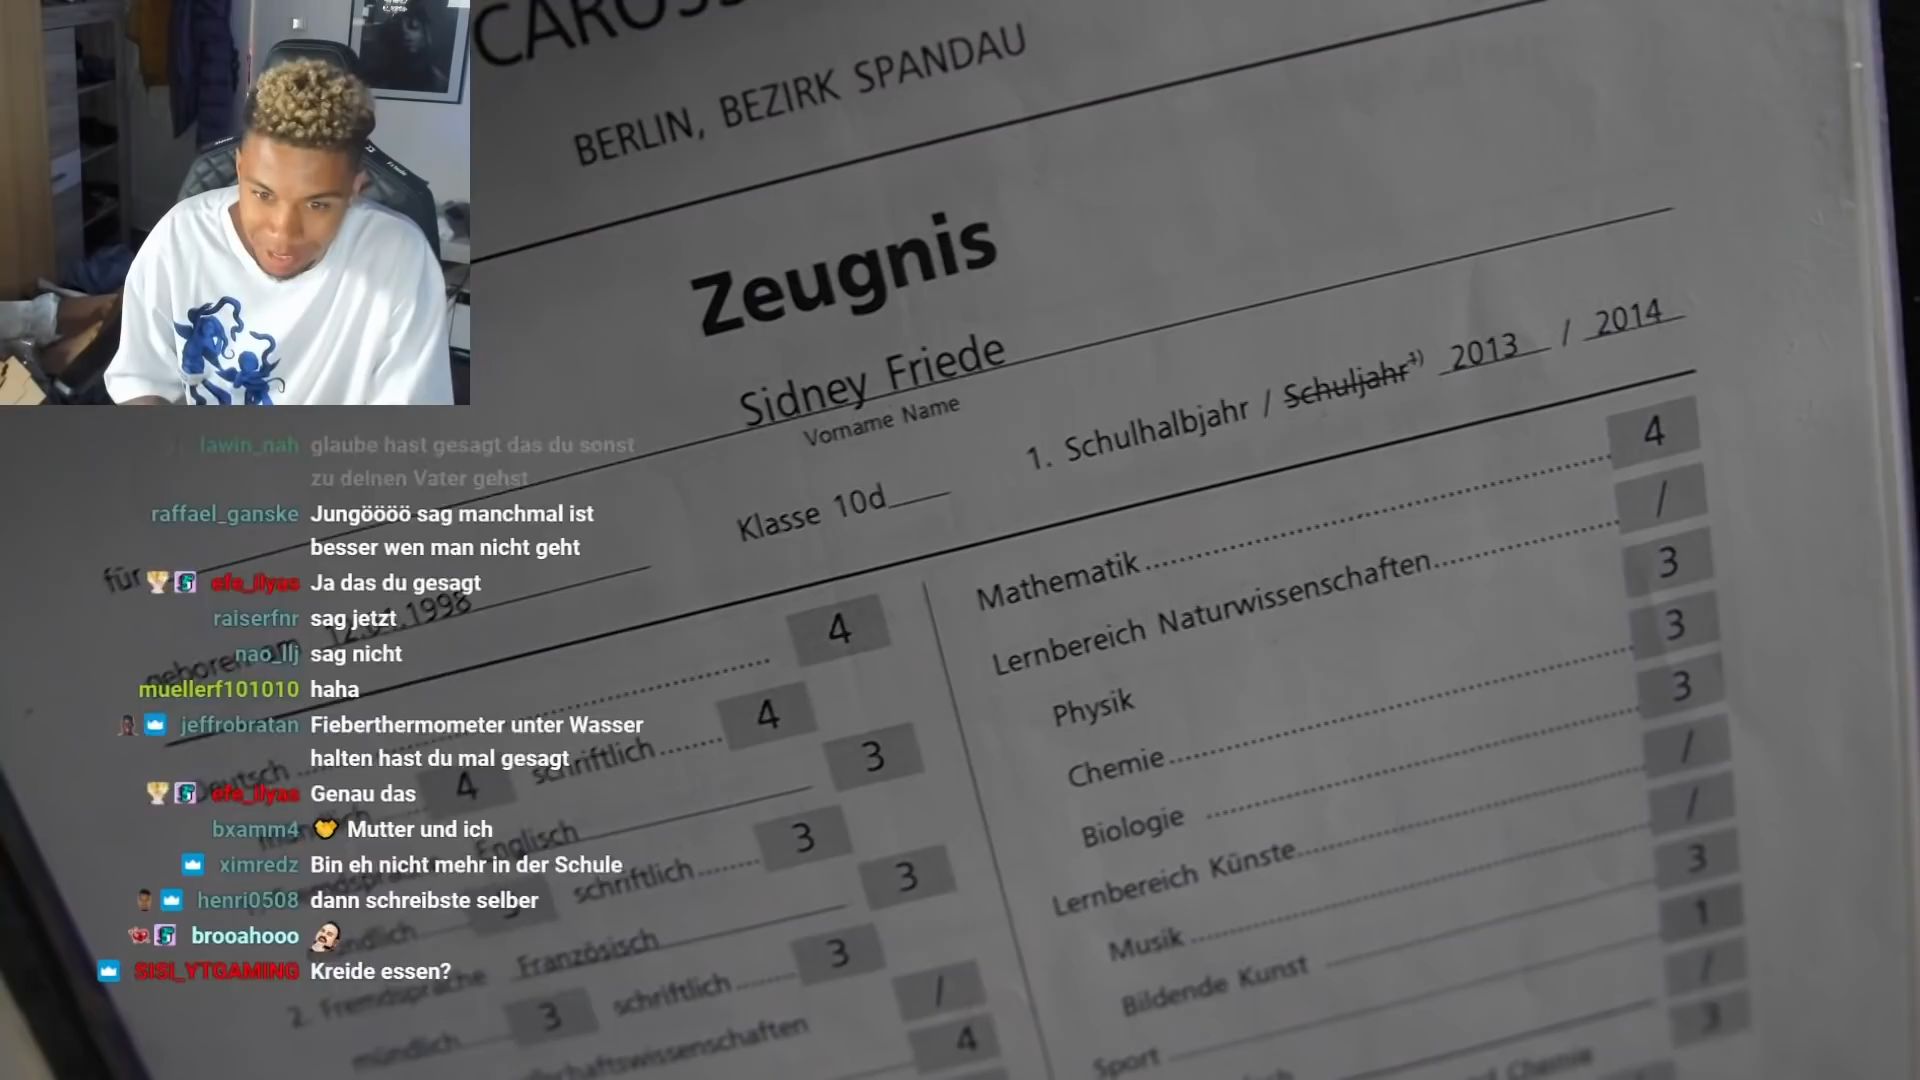 BERLIN, BEZIRK SPANDAU
Zeugnis
Sidney Friede
Vorname Name
für
Klasse 10d
1. Schulhalbjahr / Schuljahr 2013 / 2014
geboren am 1998
Deutsch 4
4 schriftlich 4
Englisch 3
schriftlich 3
2. Fremdsprache Französisch 3
mündlich 3 schriftlich 3
/
4
Mathematik 4
Lernbereich Naturwissenschaften /
Physik 3
Chemie 3
Biologie 3
Lernbereich Künste /
Musik /
Bildende Kunst 3
Sport 1
/
3
lawin_nah glaube hast gesagt das du sonst
zu deinen Vater gehst
raffael_ganske Jungöööö sag manchmal ist
besser wen man nicht geht
efe_ilyas Ja das du gesagt
raiserfnr sag jetzt
nao_llj sag nicht
muellerf101010 haha
jeffrobratan Fieberthermometer unter Wasser
halten hast du mal gesagt
efe_ilyas Genau das
bxamm4 Mutter und ich
ximredz Bin eh nicht mehr in der Schule
henri0508 dann schreibste selber
brooahooo
SISI_YTGAMING Kreide essen?